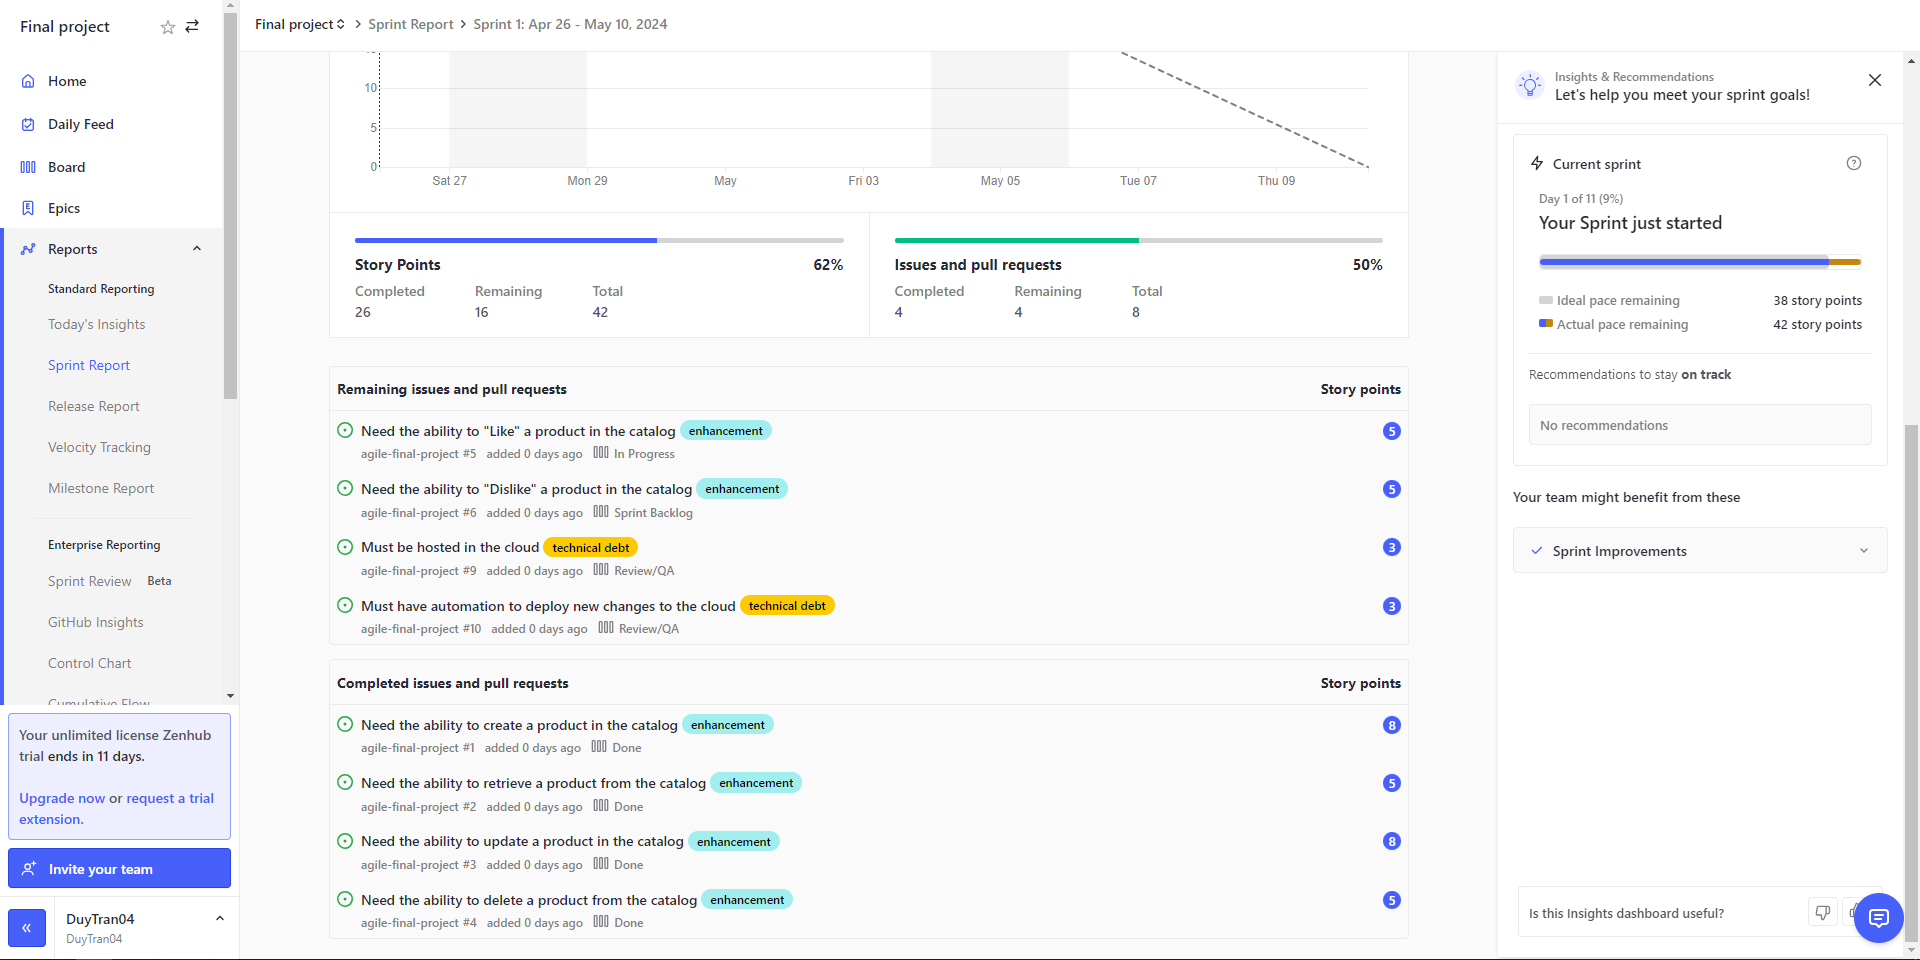 Final project
Home
Daily Feed
Board
Epics
Reports
Standard Reporting
Today's Insights
Sprint Report
Release Report
Velocity Tracking
Milestone Report
Enterprise Reporting
Sprint Review Beta
GitHub Insights
Control Chart
Cumulative Flow
Your unlimited license Zenhub
trial ends in 11 days.
Upgrade now or request a trial
extension.
Invite your team
«
DuyTran04
DuyTran04
Final project > Sprint Report > Sprint 1: Apr 26 - May 10, 2024
10
5
0
Sat 27 Mon 29 May Fri 03 May 05 Tue 07 Thu 09
Story Points 62%
Completed Remaining Total
26 16 42
Issues and pull requests 50%
Completed Remaining Total
4 4 8
Remaining issues and pull requests Story points
Need the ability to "Like" a product in the catalog enhancement 5
agile-final-project #5 added 0 days ago In Progress
Need the ability to "Dislike" a product in the catalog enhancement 5
agile-final-project #6 added 0 days ago Sprint Backlog
Must be hosted in the cloud technical debt 3
agile-final-project #9 added 0 days ago Review/QA
Must have automation to deploy new changes to the cloud technical debt 3
agile-final-project #10 added 0 days ago Review/QA
Completed issues and pull requests Story points
Need the ability to create a product in the catalog enhancement 8
agile-final-project #1 added 0 days ago Done
Need the ability to retrieve a product from the catalog enhancement 5
agile-final-project #2 added 0 days ago Done
Need the ability to update a product in the catalog enhancement 8
agile-final-project #3 added 0 days ago Done
Need the ability to delete a product from the catalog enhancement 5
agile-final-project #4 added 0 days ago Done
Insights & Recommendations
Let's help you meet your sprint goals!
Current sprint
Day 1 of 11 (9%)
Your Sprint just started
Ideal pace remaining 38 story points
Actual pace remaining 42 story points
Recommendations to stay on track
No recommendations
Your team might benefit from these
Sprint Improvements
Is this Insights dashboard useful?